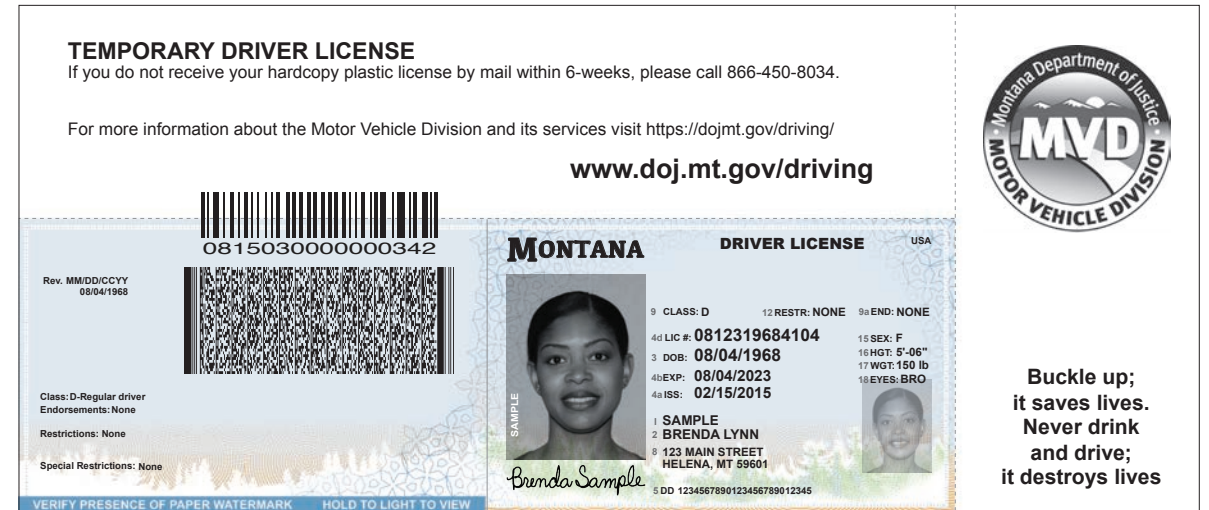 TEMPORARY DRIVER LICENSE
If you do not receive your hardcopy plastic license by mail within 6-weeks, please call 866-450-8034.
For more information about the Motor Vehicle Division and its services visit https://dojmt.gov/driving/
www.doj.mt.gov/driving
Montana Department of Justice
MVD
MOTOR VEHICLE DIVISION
0815030000000342
Rev. MM/DD/CCYY
08/04/1968
Class:D-Regular driver
Endorsements:None
Restrictions: None
Special Restrictions: None
VERIFY PRESENCE OF PAPER WATERMARK HOLD TO LIGHT TO VIEW
MONTANA DRIVER LICENSE USA
9 CLASS: D 12 RESTR: NONE 9a END: NONE
4d LIC #: 0812319684104 15 SEX: F
3 DOB: 08/04/1968 16 HGT: 5'-06"
17 WGT: 150 lb
4b EXP: 08/04/2023 18 EYES: BRO
4a ISS: 02/15/2015
SAMPLE
1 SAMPLE
2 BRENDA LYNN
8 123 MAIN STREET
HELENA, MT 59601
Brenda Sample
5 DD 1234567890123456789012345
Buckle up;
it saves lives.
Never drink
and drive;
it destroys lives